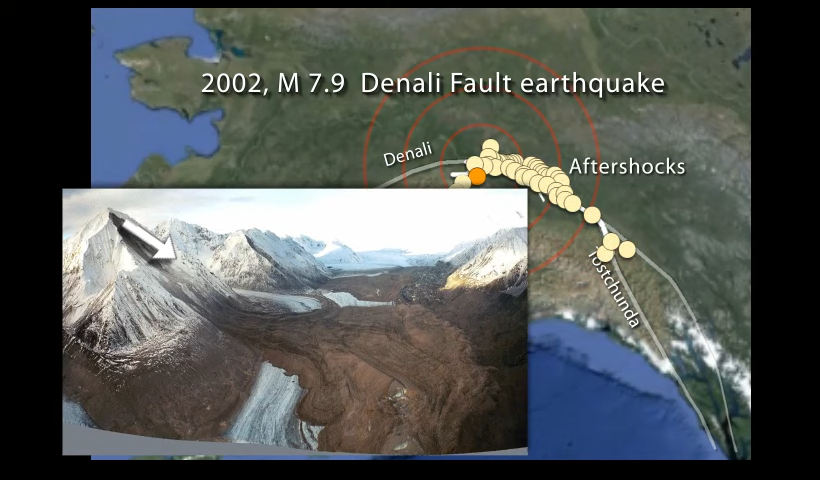 2002, M 7.9  Denali Fault earthquake
Denali
Aftershocks
Totschunda